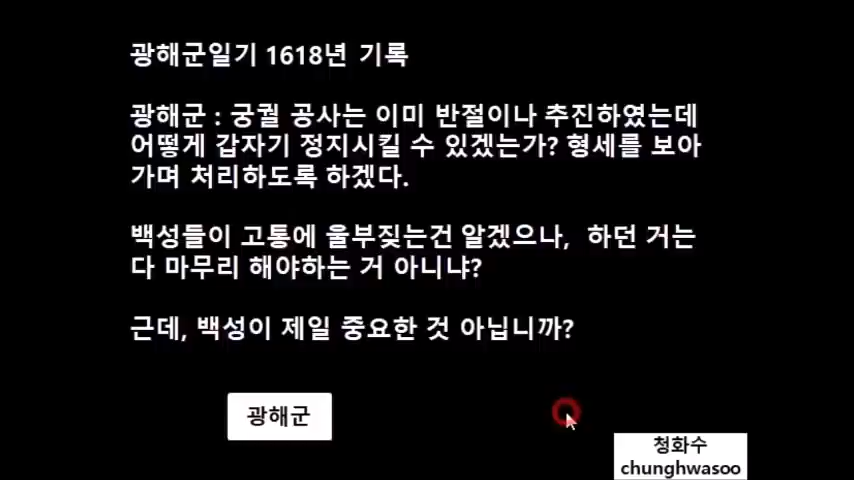 광해군일기 1618년 기록
광해군 : 궁궐 공사는 이미 반절이나 추진하였는데
어떻게 갑자기 정지시킬 수 있겠는가? 형세를 보아
가며 처리하도록 하겠다.
백성들이 고통에 울부짖는건 알겠으나, 하던 거는
다 마무리 해야하는 거 아니냐?
근데, 백성이 제일 중요한 것 아닙니까?
광해군
청화수
chunghwasoo